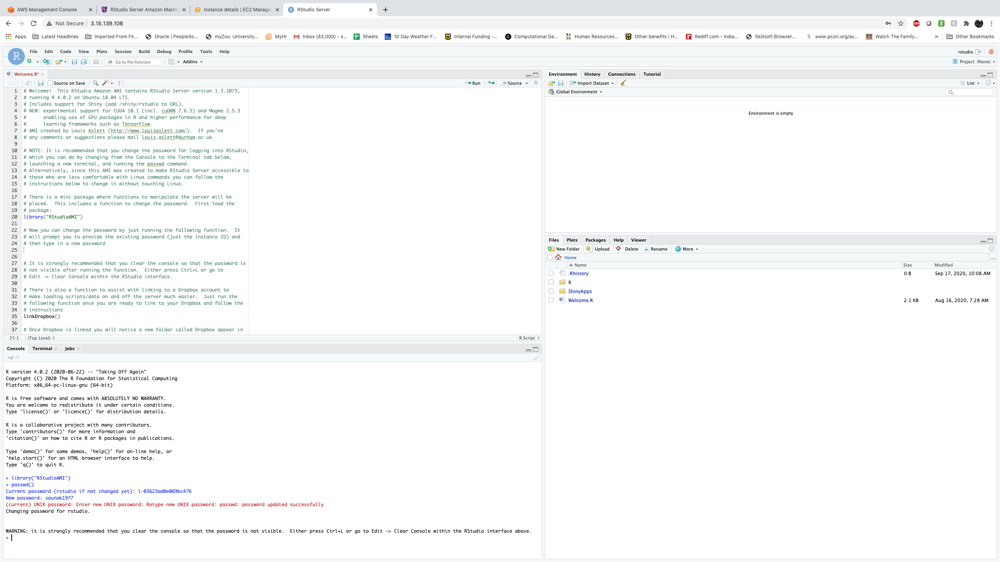 AWS Management Console
RStudio Server Amazon Machin
Instance details | EC2 Manager
RStudio Server
Not Secure
3.15.139.106
Apps
Latest Headlines
Imported From Fir...
Oracle | PeopleSo...
myZou: University...
MyHr
Inbox (43,000) - s...
Sheets
10 Day Weather F...
Internal Funding -...
Computational Ge...
Human Resources...
Other benefits | H...
Rediff.com - India...
Skillsoft Browser...
www.pcori.org/as...
Watch The Family...
»
Other Bookmarks
File Edit Code View Plots Session Build Debug Profile Tools Help
rstudio
Go to file/function
Addins
Project: (None)
Welcome.R*
Source on Save
Run
Source
1 # Welcome!  This RStudio Amazon AMI contains RStudio Server version 1.3.1073,
2 # running R 4.0.2 on Ubuntu 18.04 LTS.
3 # Includes support for Shiny (add /shiny/rstudio to URL).
4 # NEW: experimental support for CUDA 10.1 (incl. cuDNN 7.6.5) and Magma 2.5.3
5 #      enabling use of GPU packages in R and higher performance for deep
6 #      learning frameworks such as TensorFlow.
7 # AMI created by Louis Aslett (http://www.louisaslett.com/).  If you've
8 # any comments or suggestions please mail louis.aslett@durham.ac.uk
9
10 # NOTE: It is recommended that you change the password for logging into RStudio,
11 # which you can do by changing from the Console to the Terminal tab below,
12 # launching a new terminal, and running the passwd command.
13 # Alternatively, since this AMI was created to make RStudio Server accessible to
14 # those who are less comfortable with Linux commands you can follow the
15 # instructions below to change it without touching Linux.
16
17 # There is a mini package where functions to manipulate the server will be
18 # placed.  This includes a function to change the password.  First load the
19 # package:
20 library("RStudioAMI")
21
22 # Now you can change the password by just running the following function.  It
23 # will prompt you to provide the existing password (just the instance ID) and
24 # then type in a new password
25
26
27 # It is strongly recommended that you clear the console so that the password is
28 # not visible after running the function.  Either press Ctrl+L or go to
29 # Edit -> Clear Console within the RStudio interface.
30
31 # There is also a function to assist with linking to a Dropbox account to
32 # make loading scripts/data on and off the server much easier.  Just run the
33 # following function once you are ready to link to your Dropbox and follow the
34 # instructions
35 linkDropbox()
36
37 # Once Dropbox is linked you will notice a new folder called Dropbox appear in
25:1
(Top Level)
R Script
Console Terminal Jobs
~/
R version 4.0.2 (2020-06-22) -- "Taking Off Again"
Copyright (C) 2020 The R Foundation for Statistical Computing
Platform: x86_64-pc-linux-gnu (64-bit)
R is free software and comes with ABSOLUTELY NO WARRANTY.
You are welcome to redistribute it under certain conditions.
Type 'license()' or 'licence()' for distribution details.
R is a collaborative project with many contributors.
Type 'contributors()' for more information and
'citation()' on how to cite R or R packages in publications.
Type 'demo()' for some demos, 'help()' for on-line help, or
'help.start()' for an HTML browser interface to help.
Type 'q()' to quit R.
> library("RStudioAMI")
> passwd()
Current password (rstudio if not changed yet): i-03623ad0e069bc476
New password: sounak1977
(current) UNIX password: Enter new UNIX password: Retype new UNIX password: passwd: password updated successfully
Changing password for rstudio.
WARNING: it is strongly recommended that you clear the console so that the password is not visible.  Either press Ctrl+L or go to Edit -> Clear Console within the RStudio interface above.
>
Environment History Connections Tutorial
Import Dataset
List
Global Environment
Environment is empty
Files Plots Packages Help Viewer
New Folder Upload Delete Rename More
Home
...
Name Size Modified
.Rhistory 0 B Sep 17, 2020, 10:08 AM
R
ShinyApps
Welcome.R 2.1 KB Aug 16, 2020, 7:28 AM